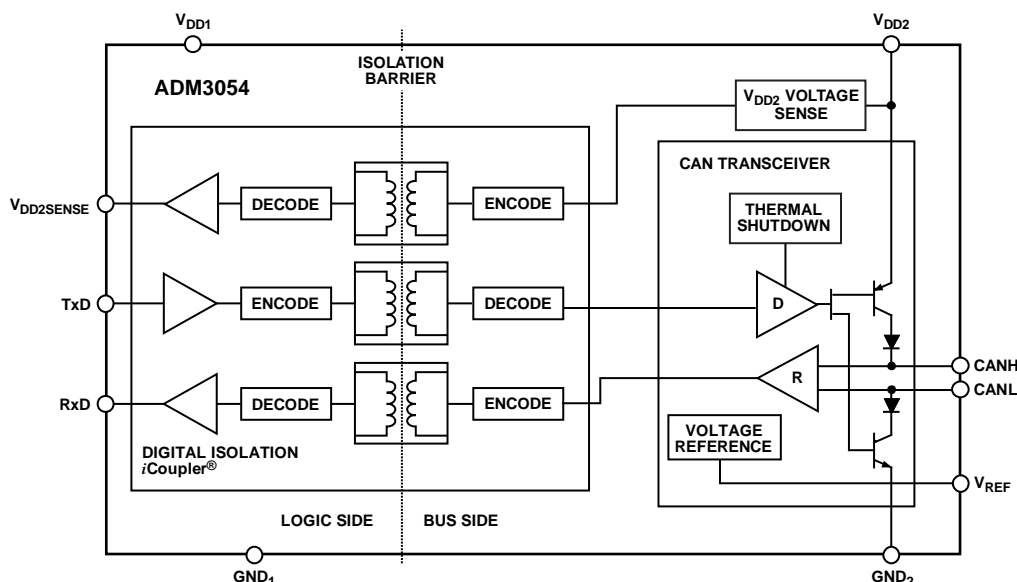 VDD1
VDD2
ADM3054
ISOLATION
BARRIER
VDD2 VOLTAGE
SENSE
CAN TRANSCEIVER
VDD2SENSE
DECODE
ENCODE
THERMAL
SHUTDOWN
TxD
ENCODE
DECODE
D
CANH
CANL
RxD
DECODE
ENCODE
R
VOLTAGE
REFERENCE
DIGITAL ISOLATION
iCoupler®
VREF
LOGIC SIDE
BUS SIDE
GND1
GND2